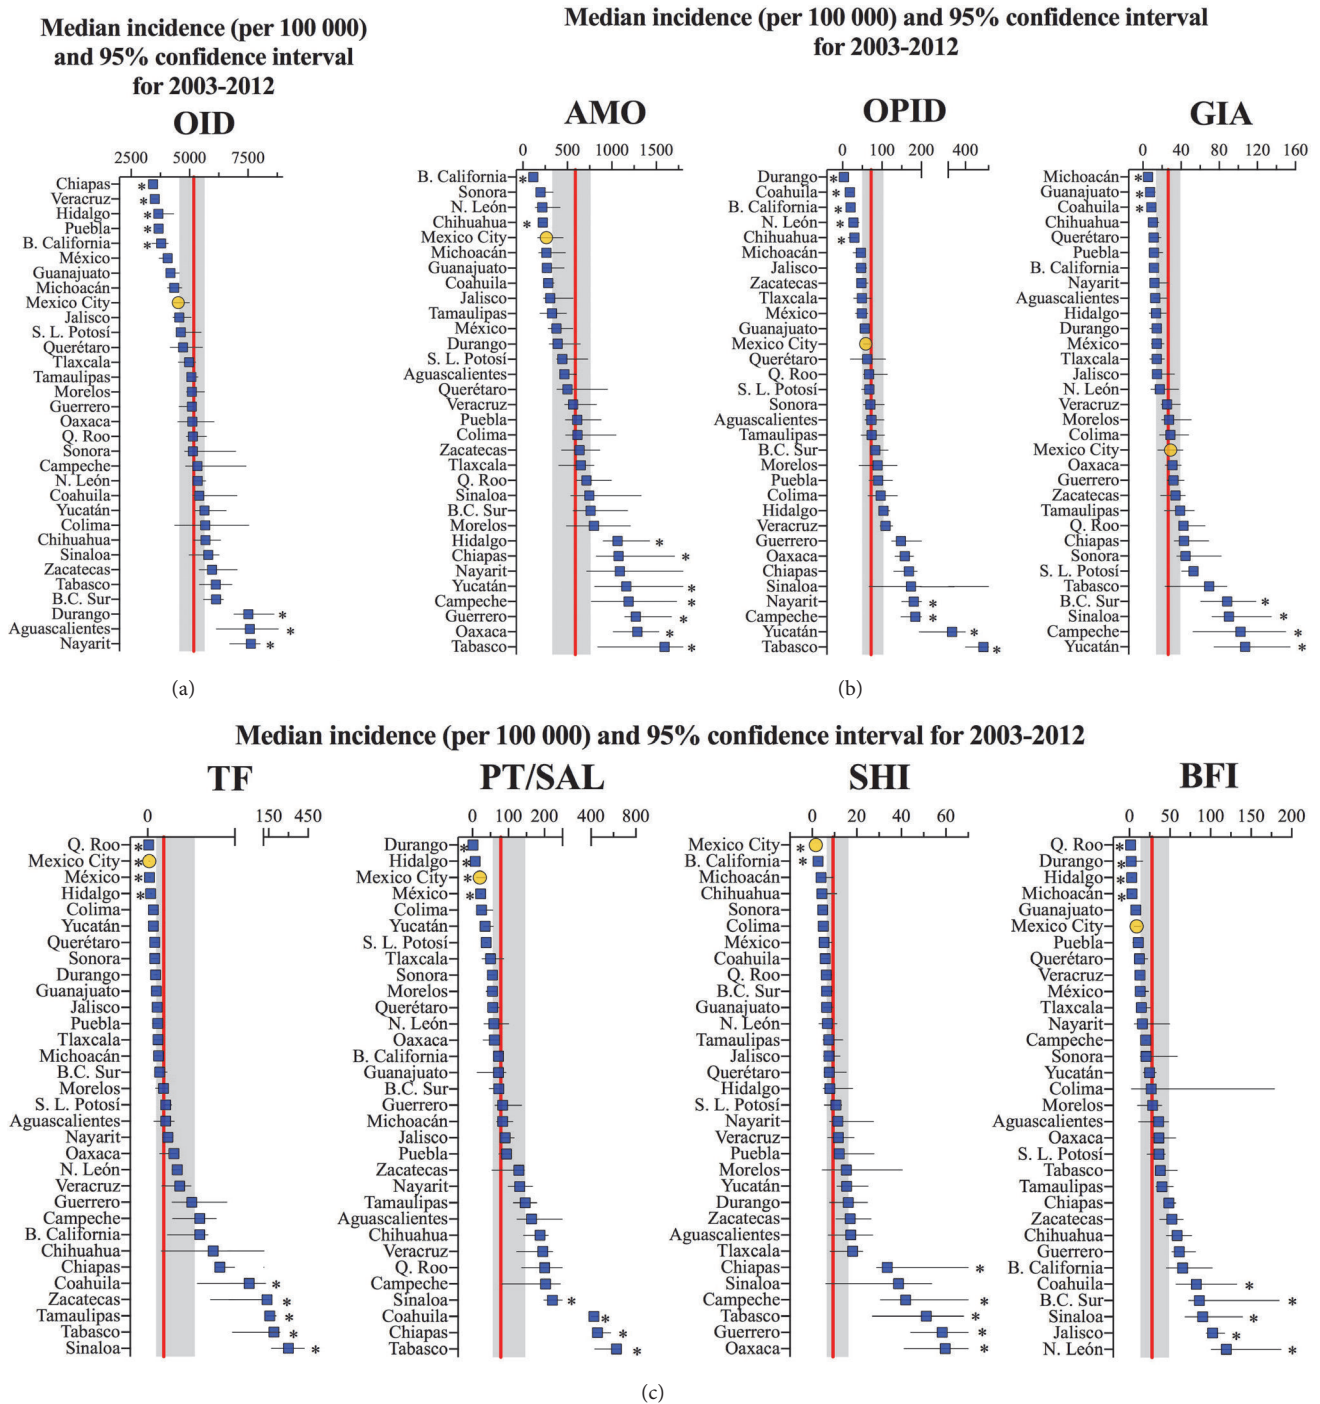 Median incidence (per 100 000)
and 95% confidence interval
for 2003-2012
OID
2500 5000 7500
Chiapas *
Veracruz *
Hidalgo *
Puebla *
B. California *
México
Guanajuato
Michoacán
Mexico City
Jalisco
S. L. Potosí
Querétaro
Tlaxcala
Tamaulipas
Morelos
Guerrero
Oaxaca
Q. Roo
Sonora
Campeche
N. León
Coahuila
Yucatán
Colima
Chihuahua
Sinaloa
Zacatecas
Tabasco
B.C. Sur
Durango *
Aguascalientes *
Nayarit *
(a)
Median incidence (per 100 000) and 95% confidence interval
for 2003-2012
AMO
0 500 1000 1500
B. California *
Sonora
N. León
Chihuahua *
Mexico City
Michoacán
Guanajuato
Coahuila
Jalisco
Tamaulipas
México
Durango
S. L. Potosí
Aguascalientes
Querétaro
Veracruz
Puebla
Colima
Zacatecas
Tlaxcala
Q. Roo
Sinaloa
B.C. Sur
Morelos
Hidalgo *
Chiapas *
Nayarit
Yucatán *
Campeche *
Guerrero *
Oaxaca *
Tabasco *
OPID
0 100 200 400
Durango *
Coahuila *
B. California *
N. León *
Chihuahua *
Michoacán
Jalisco
Zacatecas
Tlaxcala
México
Guanajuato
Mexico City
Querétaro
Q. Roo
S. L. Potosí
Sonora
Aguascalientes
Tamaulipas
B.C. Sur
Morelos
Puebla
Colima
Hidalgo
Veracruz
Guerrero
Oaxaca
Chiapas
Sinaloa
Nayarit *
Campeche *
Yucatán *
Tabasco *
GIA
0 40 80 120 160
Michoacán *
Guanajuato *
Coahuila *
Chihuahua
Querétaro
Puebla
B. California
Nayarit
Aguascalientes
Hidalgo
Durango
México
Tlaxcala
Jalisco
N. León
Veracruz
Morelos
Colima
Mexico City
Oaxaca
Guerrero
Zacatecas
Tamaulipas
Q. Roo
Chiapas
Sonora
S. L. Potosí
Tabasco
B.C. Sur *
Sinaloa *
Campeche *
Yucatán *
(b)
Median incidence (per 100 000) and 95% confidence interval for 2003-2012
TF
0 150 450
Q. Roo *
Mexico City *
México *
Hidalgo *
Colima
Yucatán
Querétaro
Sonora
Durango
Guanajuato
Jalisco
Puebla
Tlaxcala
Michoacán
B.C. Sur
Morelos
S. L. Potosí
Aguascalientes
Nayarit
Oaxaca
N. León
Veracruz
Guerrero
Campeche
B. California
Chihuahua
Chiapas
Coahuila *
Zacatecas *
Tamaulipas *
Tabasco *
Sinaloa *
PT/SAL
0 100 200 400 800
Durango *
Hidalgo *
Mexico City *
México *
Colima
Yucatán
S. L. Potosí
Tlaxcala
Sonora
Morelos
Querétaro
N. León
Oaxaca
B. California
Guanajuato
B.C. Sur
Guerrero
Michoacán
Jalisco
Puebla
Zacatecas
Nayarit
Tamaulipas
Aguascalientes
Chihuahua
Veracruz
Q. Roo
Campeche
Sinaloa *
Coahuila *
Chiapas *
Tabasco *
SHI
0 20 40 60
Mexico City *
B. California *
Michoacán
Chihuahua
Sonora
Colima
México
Coahuila
Q. Roo
B.C. Sur
Guanajuato
N. León
Tamaulipas
Jalisco
Querétaro
Hidalgo
S. L. Potosí
Nayarit
Veracruz
Puebla
Morelos
Yucatán
Durango
Zacatecas
Aguascalientes
Tlaxcala
Chiapas *
Sinaloa
Campeche *
Tabasco *
Guerrero *
Oaxaca *
BFI
0 50 100 150 200
Q. Roo *
Durango *
Hidalgo *
Michoacán *
Guanajuato
Mexico City
Puebla
Querétaro
Veracruz
México
Tlaxcala
Nayarit
Campeche
Sonora
Yucatán
Colima
Morelos
Aguascalientes
Oaxaca
S. L. Potosí
Tabasco
Tamaulipas
Chiapas
Zacatecas
Chihuahua
Guerrero
B. California
Coahuila *
B.C. Sur *
Sinaloa *
Jalisco *
N. León *
(c)